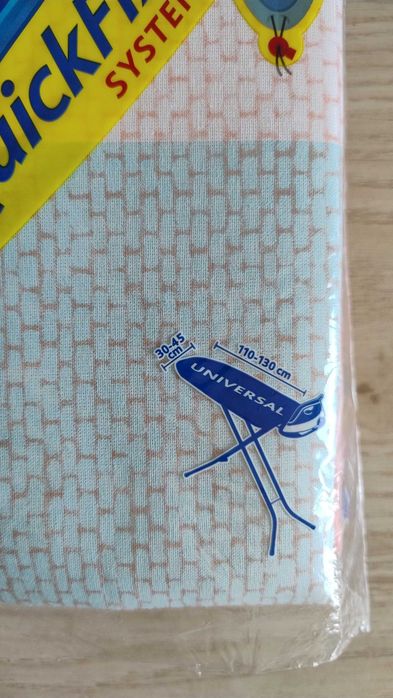 uickFi
SYSTE
30-45
cm
110-130 cm
UNIVERSAL